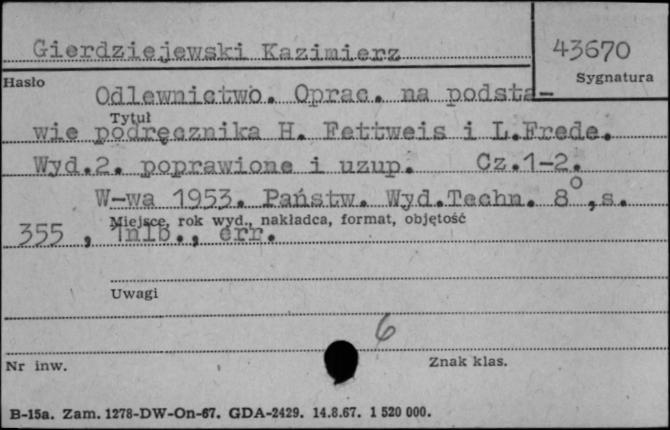 Gierdziejewski Kazimierz
43670
Hasło
Sygnatura
Odlewnictwo. Oprac. na podsta-
Tytuł
wie podręcznika H. Fettweis i L.Frede.
Wyd.2. poprawione i uzup. Cz.1-2.
W-wa 1953. Państw. Wyd.Techn. 8°,s.
Miejsce, rok wyd., nakładca, format, objętość
355, 1nlb., err.
Uwagi
6
Nr inw.
Znak klas.
B-15a. Zam. 1278-DW-On-67. GDA-2429. 14.8.67. 1 520 000.